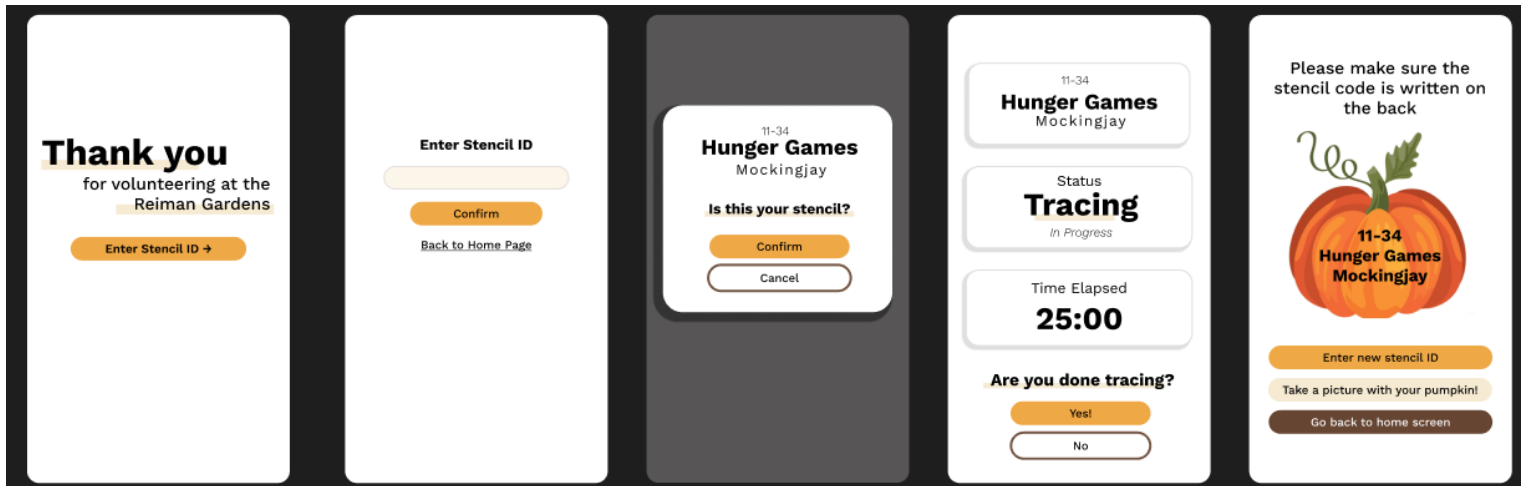 Thank you
for volunteering at the
Reiman Gardens
Enter Stencil ID →
Enter Stencil ID
Confirm
Back to Home Page
11-34
Hunger Games
Mockingjay
Is this your stencil?
Confirm
Cancel
11-34
Hunger Games
Mockingjay
Status
Tracing
In Progress
Time Elapsed
25:00
Are you done tracing?
Yes!
No
Please make sure the
stencil code is written on
the back
11-34
Hunger Games
Mockingjay
Enter new stencil ID
Take a picture with your pumpkin!
Go back to home screen